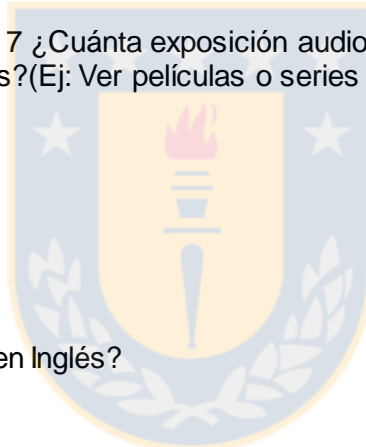 7 ¿Cuánta exposición audio
s?(Ej: Ver películas o series
en Inglés?